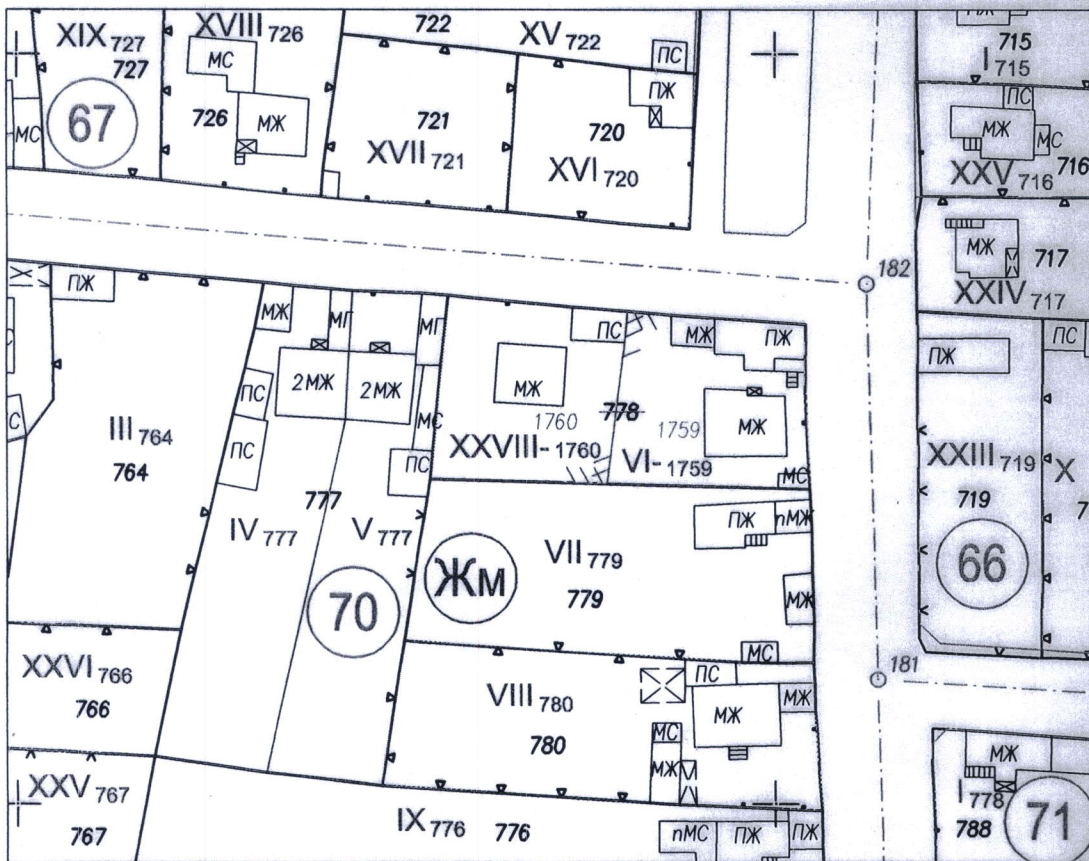 XIX 727
727
67
МС
XVIII 726
МС
726
МЖ
722
XV 722
ПС
721
XVII 721
ПЖ
720
XVI 720
ПЖ
715
I 715
ПС
МЖ
МС
XXV 716
716
МЖ
717
XXIV 717
182
ПЖ
С
III 764
764
МЖ
МГ
МГ
2МЖ
2МЖ
ПС
ПС
МС
ПС
777
IV 777
V 777
70
ПС
МЖ
1760
XXVIII- 1760
778
МЖ
ПЖ
1759
МЖ
VI- 1759
МС
Жм
VII 779
779
ПЖ
пМЖ
МЖ
МС
ПЖ
ПС
XXIII 719
719
X
7
66
181
XXVI 766
766
VIII 780
780
ПС
МЖ
МЖ
МС
МЖ
XXV 767
767
IX 776
776
пМС
ПЖ
ПЖ
МЖ
I 778
788
71